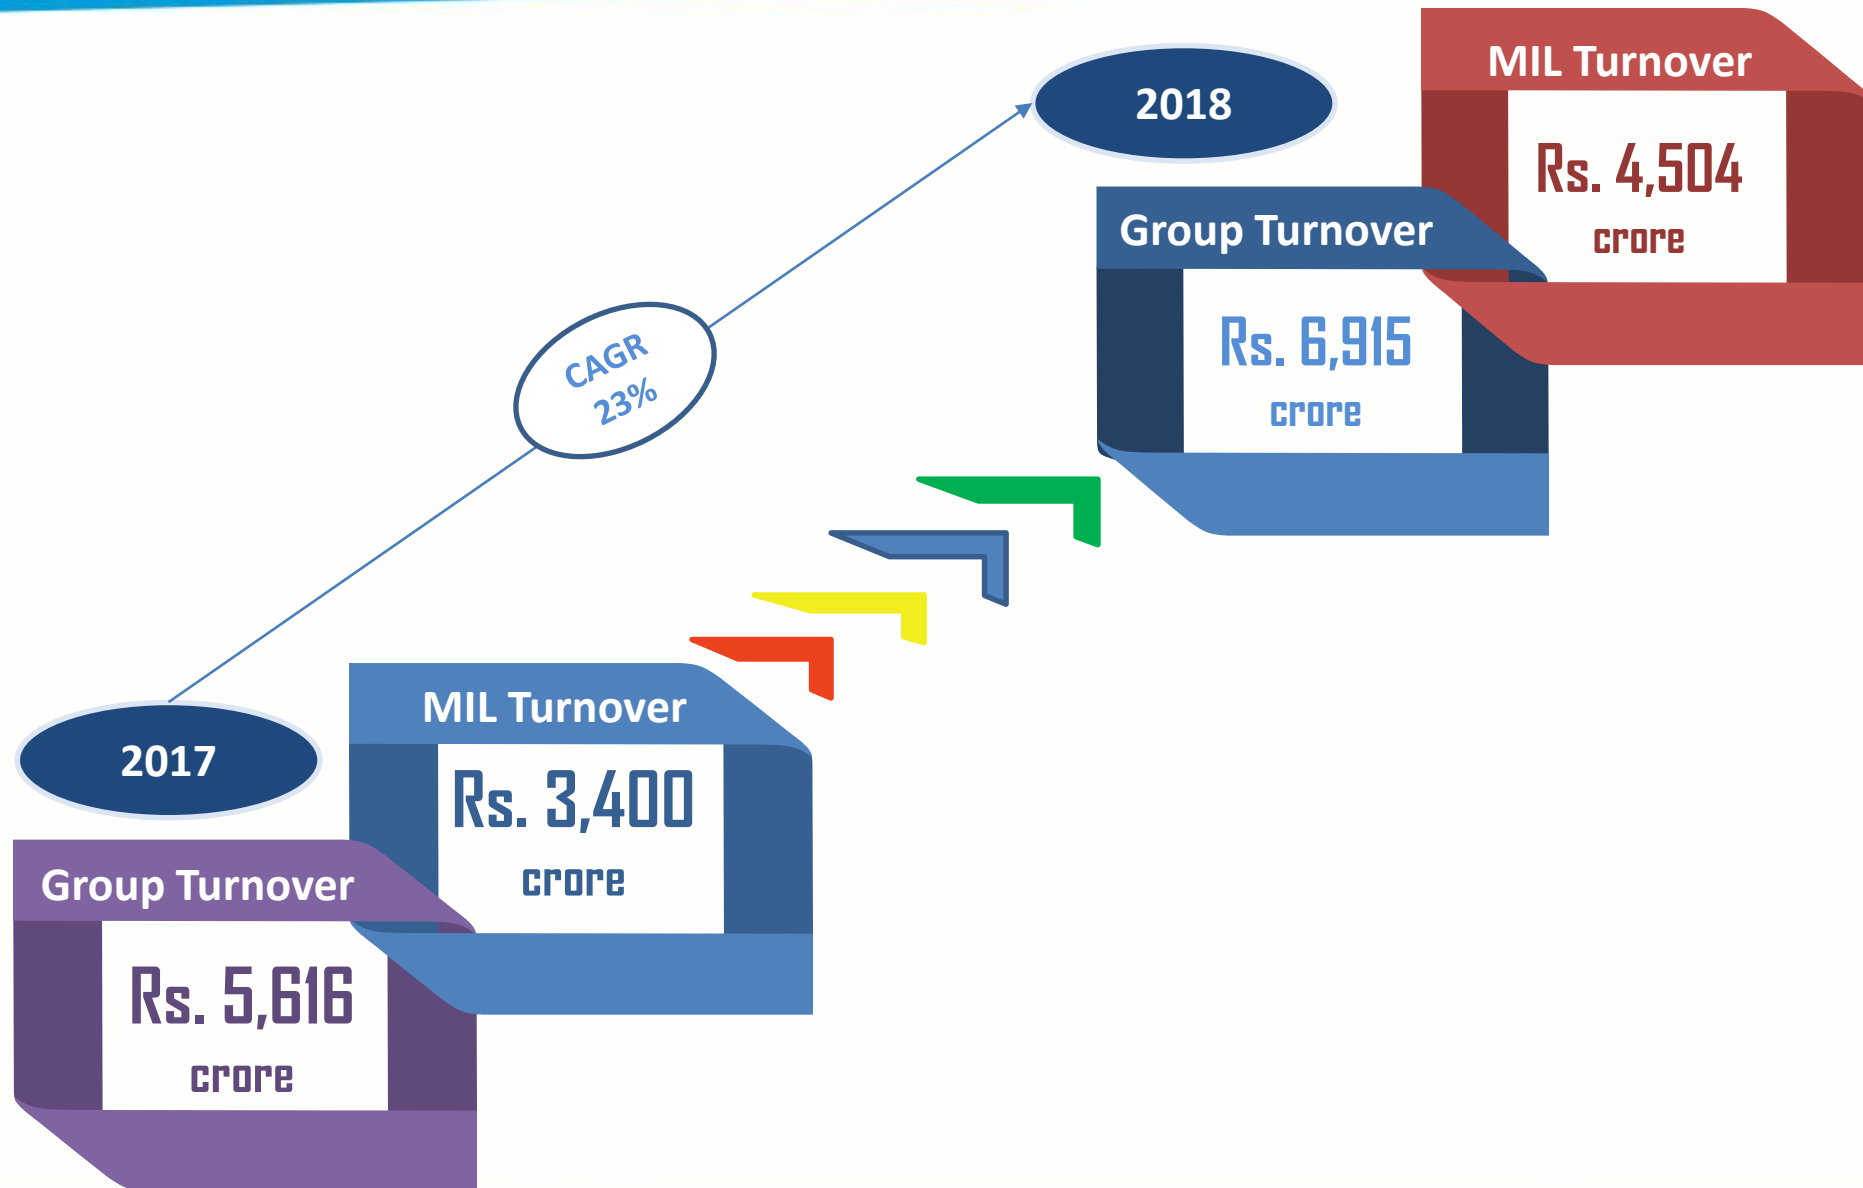 MIL Turnover
Rs. 4,504
crore
2018
Group Turnover
Rs. 6,915
crore
CAGR
23%
2017
MIL Turnover
Rs. 3,400
crore
Group Turnover
Rs. 5,616
crore